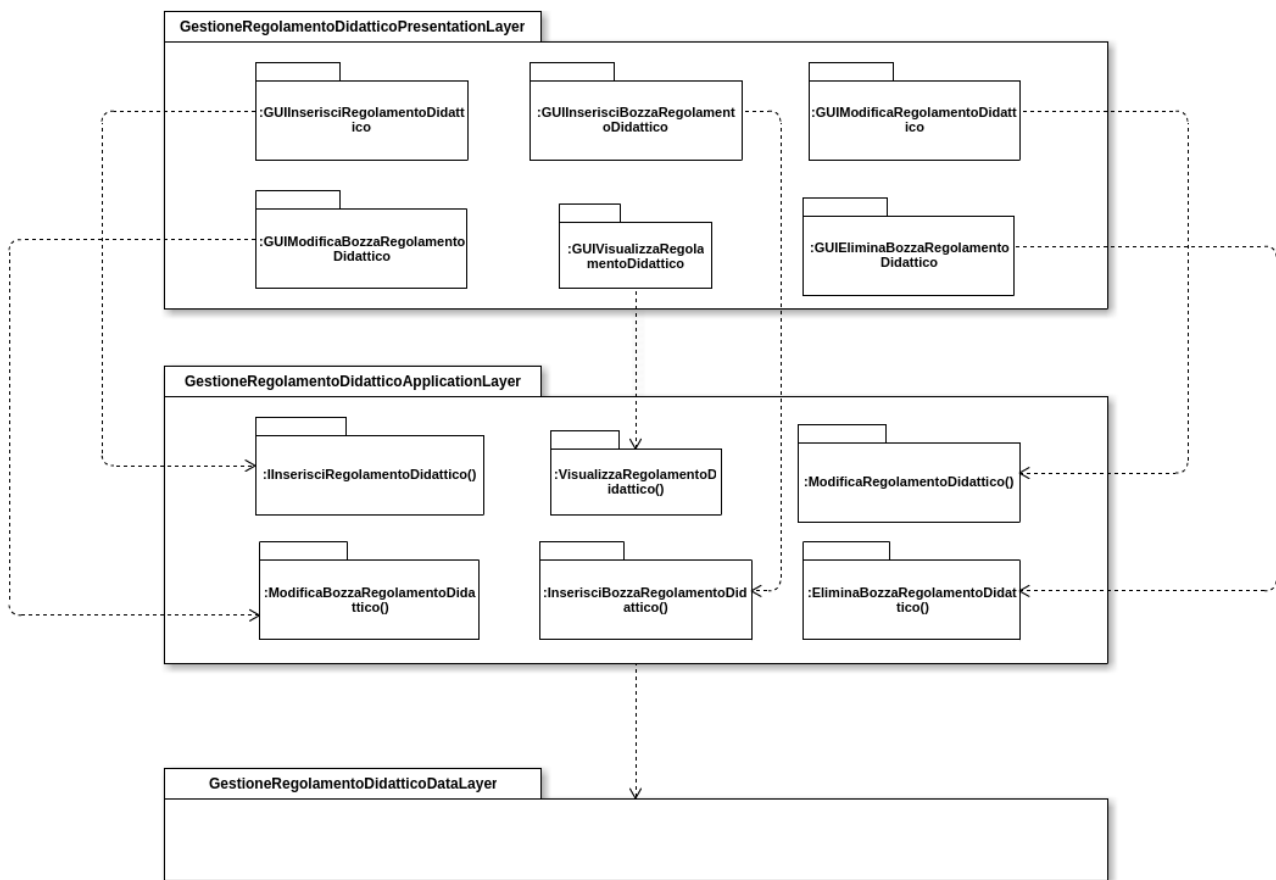 GestioneRegolamentoDidatticoPresentationLayer
:GUIInserisciRegolamentoDidatt
ico
:GUIInserisciBozzaRegolament
oDidattico
:GUIModificaRegolamentoDidatt
ico
:GUIModificaBozzaRegolamento
Didattico
:GUIVisualizzaRegola
mentoDidattico
:GUIEliminaBozzaRegolamento
Didattico
GestioneRegolamentoDidatticoApplicationLayer
:IInserisciRegolamentoDidattico()
:VisualizzaRegolamentoD
idattico()
:ModificaRegolamentoDidattico()
:ModificaBozzaRegolamentoDida
ttico()
:InserisciBozzaRegolamentoDid
attico()
:EliminaBozzaRegolamentoDidat
tico()
GestioneRegolamentoDidatticoDataLayer